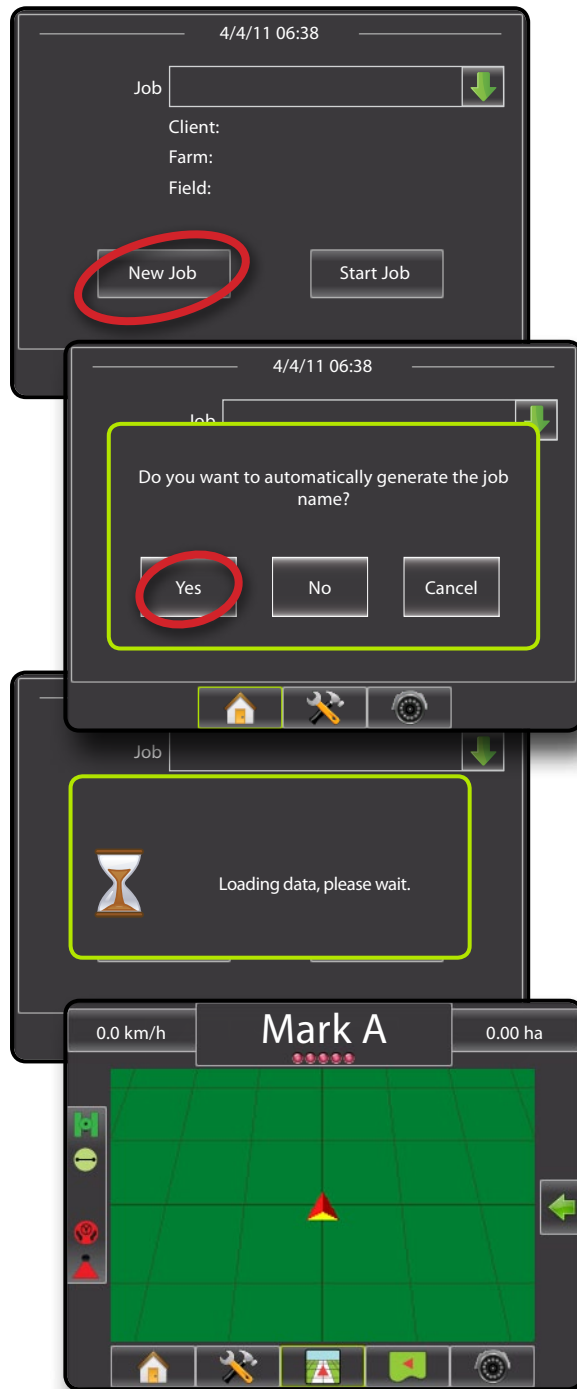 4/4/11 06:38
Job
Client:
Farm:
Field:
New Job
Start Job
4/4/11 06:38
Job
Do you want to automatically generate the job
name?
Yes
No
Cancel
Job
Loading data, please wait.
0.0 km/h
Mark A
0.00 ha